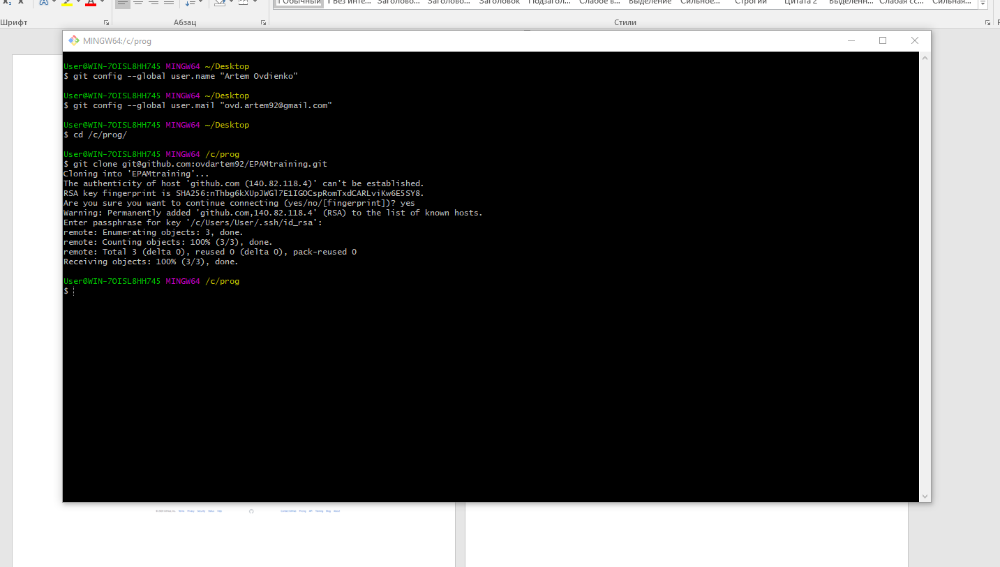 Обычный
¶ Без инте... Заголово... Заголово... Заголовок Подзагол... Слабое в... Выделение Сильное... Строгий Цитата 2 Выделенн... Слабая сс... Сильная...
Шрифт Абзац Стили
MINGW64:/c/prog
User@WIN-7OISL8HH745 MINGW64 ~/Desktop
$ git config --global user.name "Artem Ovdienko"
User@WIN-7OISL8HH745 MINGW64 ~/Desktop
$ git config --global user.mail "ovd.artem92@gmail.com"
User@WIN-7OISL8HH745 MINGW64 ~/Desktop
$ cd /c/prog/
User@WIN-7OISL8HH745 MINGW64 /c/prog
$ git clone git@github.com:ovdartem92/EPAMtraining.git
Cloning into 'EPAMtraining'...
The authenticity of host 'github.com (140.82.118.4)' can't be established.
RSA key fingerprint is SHA256:nThbg6kXUpJWGl7E1IGOCspRomTxdCARLviKw6E5SY8.
Are you sure you want to continue connecting (yes/no/[fingerprint])? yes
Warning: Permanently added 'github.com,140.82.118.4' (RSA) to the list of known hosts.
Enter passphrase for key '/c/Users/User/.ssh/id_rsa':
remote: Enumerating objects: 3, done.
remote: Counting objects: 100% (3/3), done.
remote: Total 3 (delta 0), reused 0 (delta 0), pack-reused 0
Receiving objects: 100% (3/3), done.
User@WIN-7OISL8HH745 MINGW64 /c/prog
$